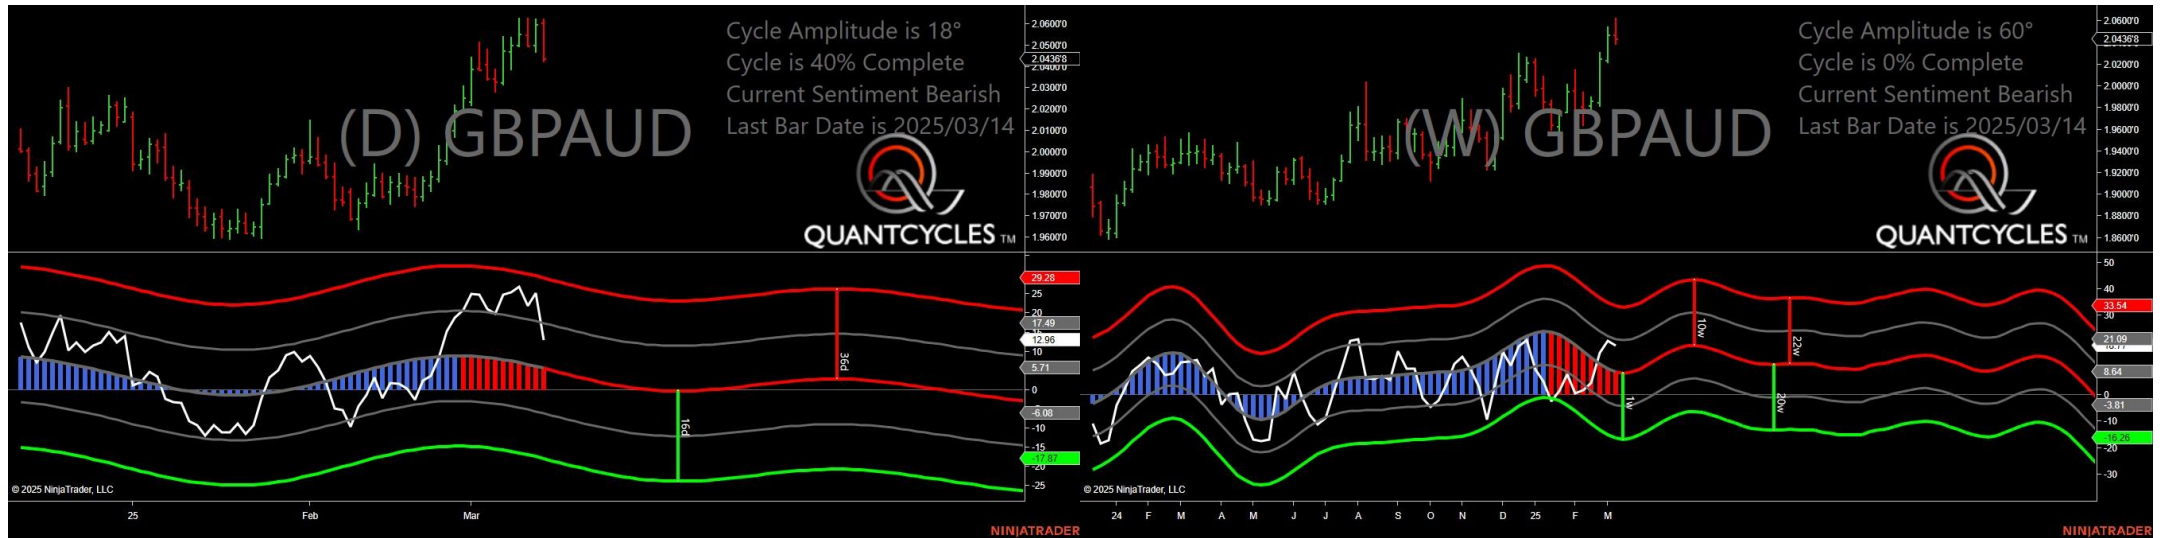 Cycle Amplitude is 18°
Cycle is 40% Complete
Current Sentiment Bearish
Last Bar Date is 2025/03/14
(D) GBPAUD
QUANTCYCLES TM
2.0600'0
2.0500'0
2.0436'8
2.0400'0
2.0300'0
2.0200'0
2.0100'0
2.0000'0
1.9900'0
1.9800'0
1.9700'0
1.9600'0
29.28
25
20
17.49
12.96
10
5.71
0
-6.08
-10
-15
-17.87
-20
-25
36d
16d
© 2025 NinjaTrader, LLC
25 Feb Mar
NINJATRADER
Cycle Amplitude is 60°
Cycle is 0% Complete
Current Sentiment Bearish
Last Bar Date is 2025/03/14
(W) GBPAUD
QUANTCYCLES TM
2.0600'0
2.0436'8
2.0200'0
2.0000'0
1.9800'0
1.9600'0
1.9400'0
1.9200'0
1.9000'0
1.8800'0
1.8600'0
50
40
33.54
30
21.09
8.64
0
-3.81
-10
-16.26
-20
-30
10w
22w
1w
20w
© 2025 NinjaTrader, LLC
24 F M A M J J A S O N D 25 F M
NINJATRADER